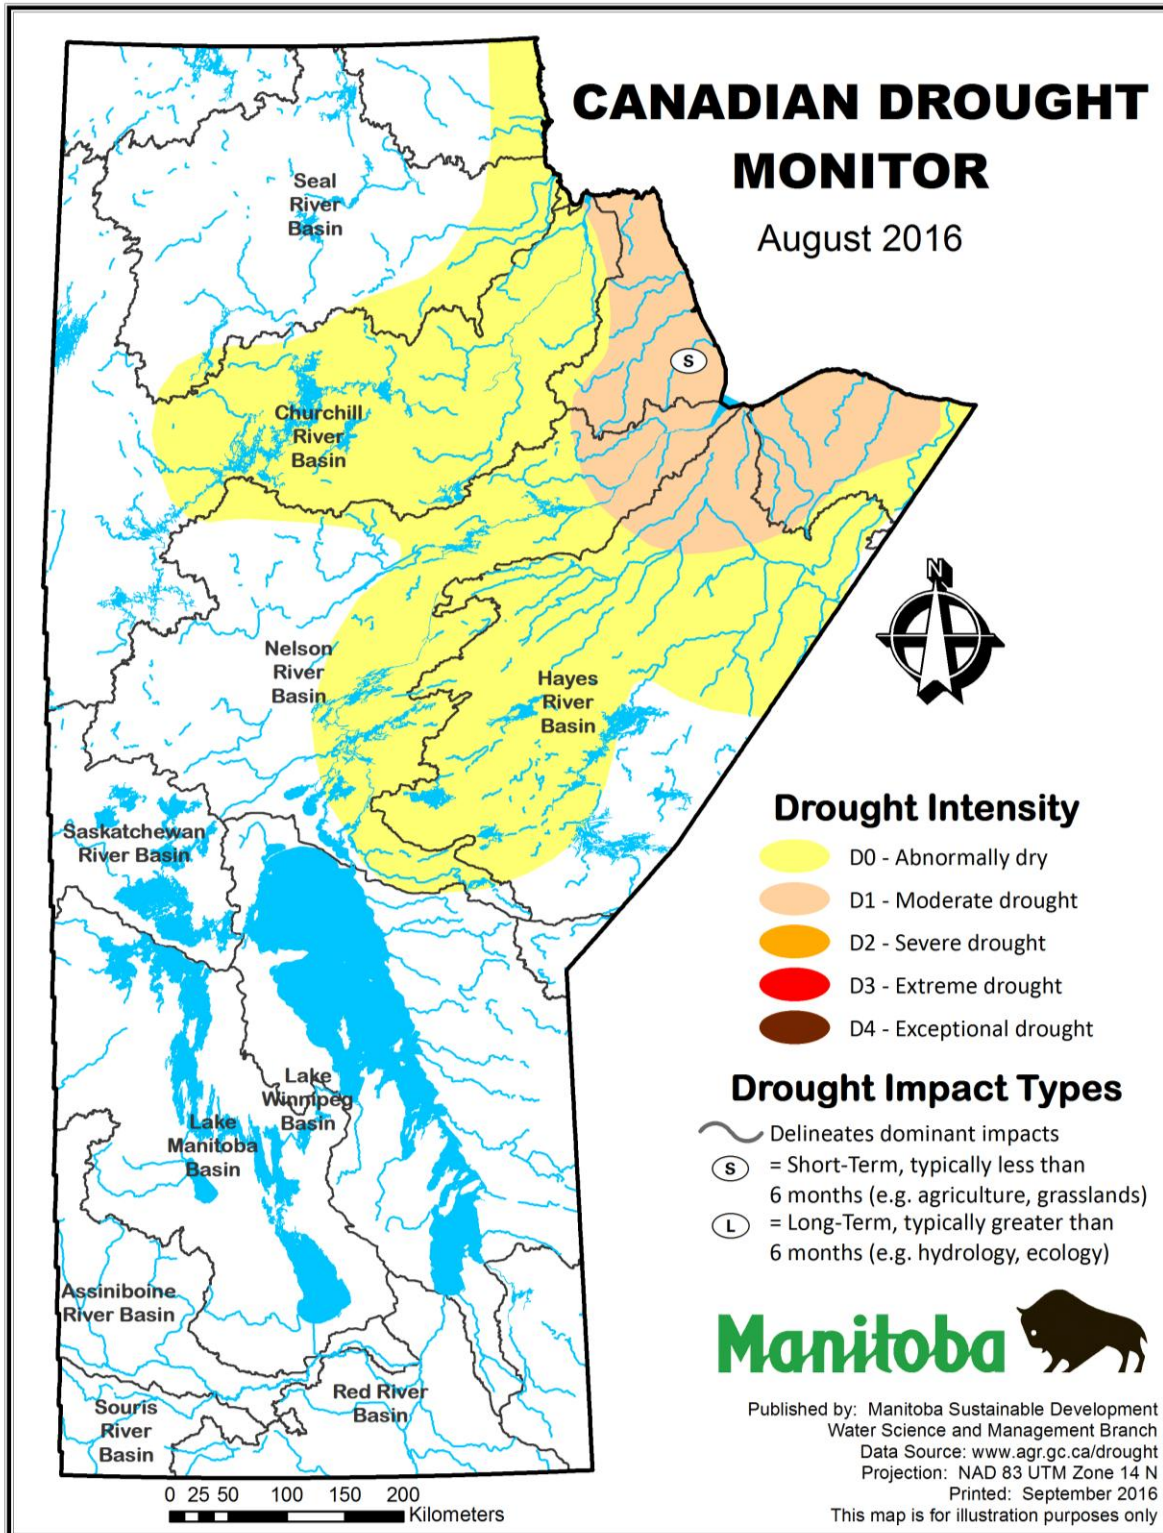 CANADIAN DROUGHT
MONITOR
August 2016
Seal
River
Basin
S
Churchill
River
Basin
N
Nelson
River
Basin
Hayes
River
Basin
Saskatchewan
River Basin
Lake
Winnipeg
Basin
Lake
Manitoba
Basin
Assiniboine
River Basin
Souris
River
Basin
Red River
Basin
0 25 50 100 150 200
Kilometers
Drought Intensity
D0 - Abnormally dry
D1 - Moderate drought
D2 - Severe drought
D3 - Extreme drought
D4 - Exceptional drought
Drought Impact Types
Delineates dominant impacts
S = Short-Term, typically less than
6 months (e.g. agriculture, grasslands)
L = Long-Term, typically greater than
6 months (e.g. hydrology, ecology)
Manitoba
Published by: Manitoba Sustainable Development
Water Science and Management Branch
Data Source: www.agr.gc.ca/drought
Projection: NAD 83 UTM Zone 14 N
Printed: September 2016
This map is for illustration purposes only